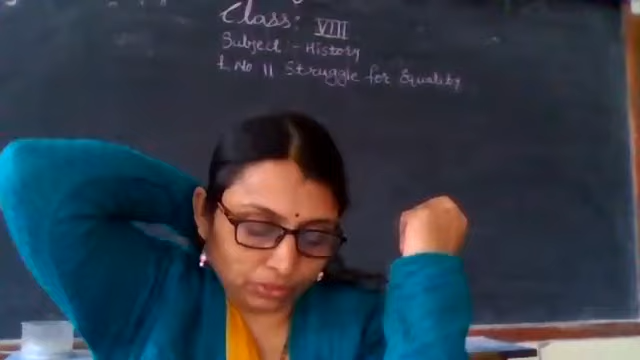 Class: VIII
Subject :- History
L. No 11 Struggle for Equality